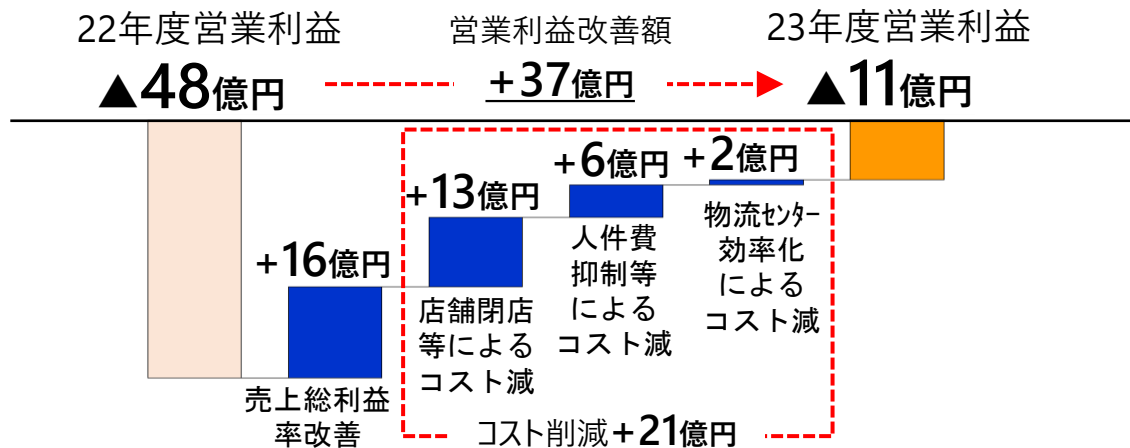 22年度営業利益
営業利益改善額
23年度営業利益
▲48億円
+37億円
▲11億円
+16億円
売上総利益
率改善
+13億円
店舗閉店
等による
コスト減
+6億円
人件費
抑制等
による
コスト減
+2億円
物流ｾﾝﾀｰ
効率化
による
コスト減
コスト削減+21億円